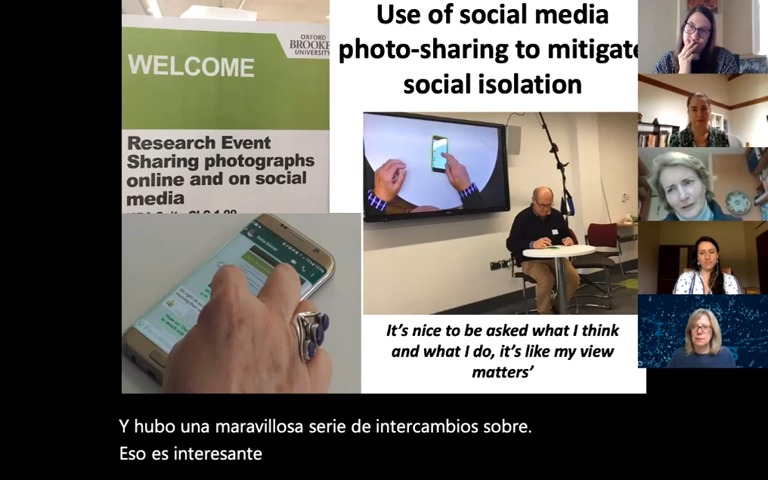 OXFORD
BROOKE
UNIVERSITY
WELCOME
Research Event
Sharing photographs
online and on social
media
Use of social media
photo-sharing to mitigate
social isolation
It's nice to be asked what I think
and what I do, it's like my view
matters'
Y hubo una maravillosa serie de intercambios sobre.
Eso es interesante